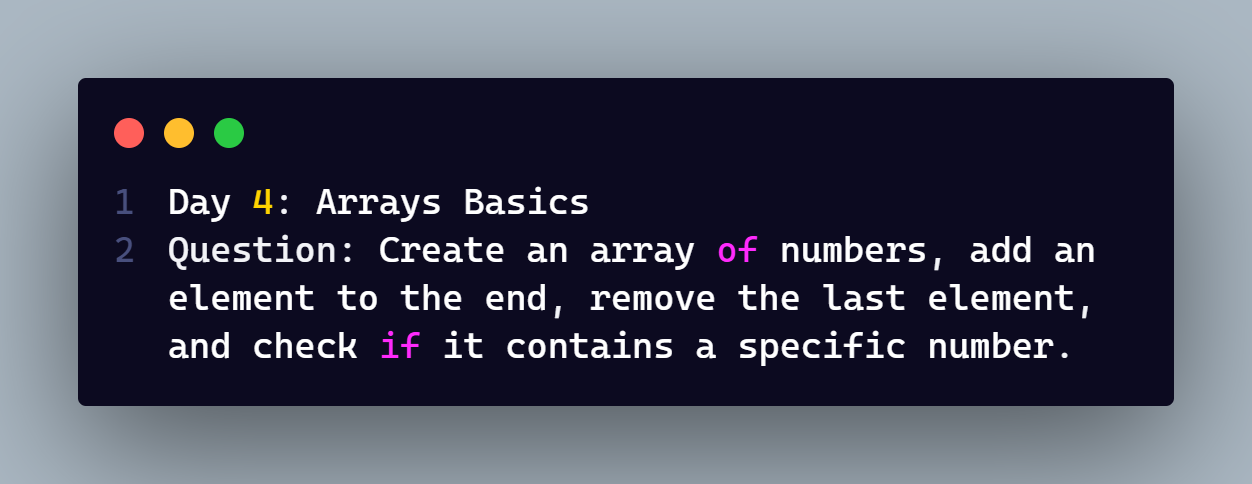 1 Day 4: Arrays Basics
2 Question: Create an array of numbers, add an
element to the end, remove the last element,
and check if it contains a specific number.